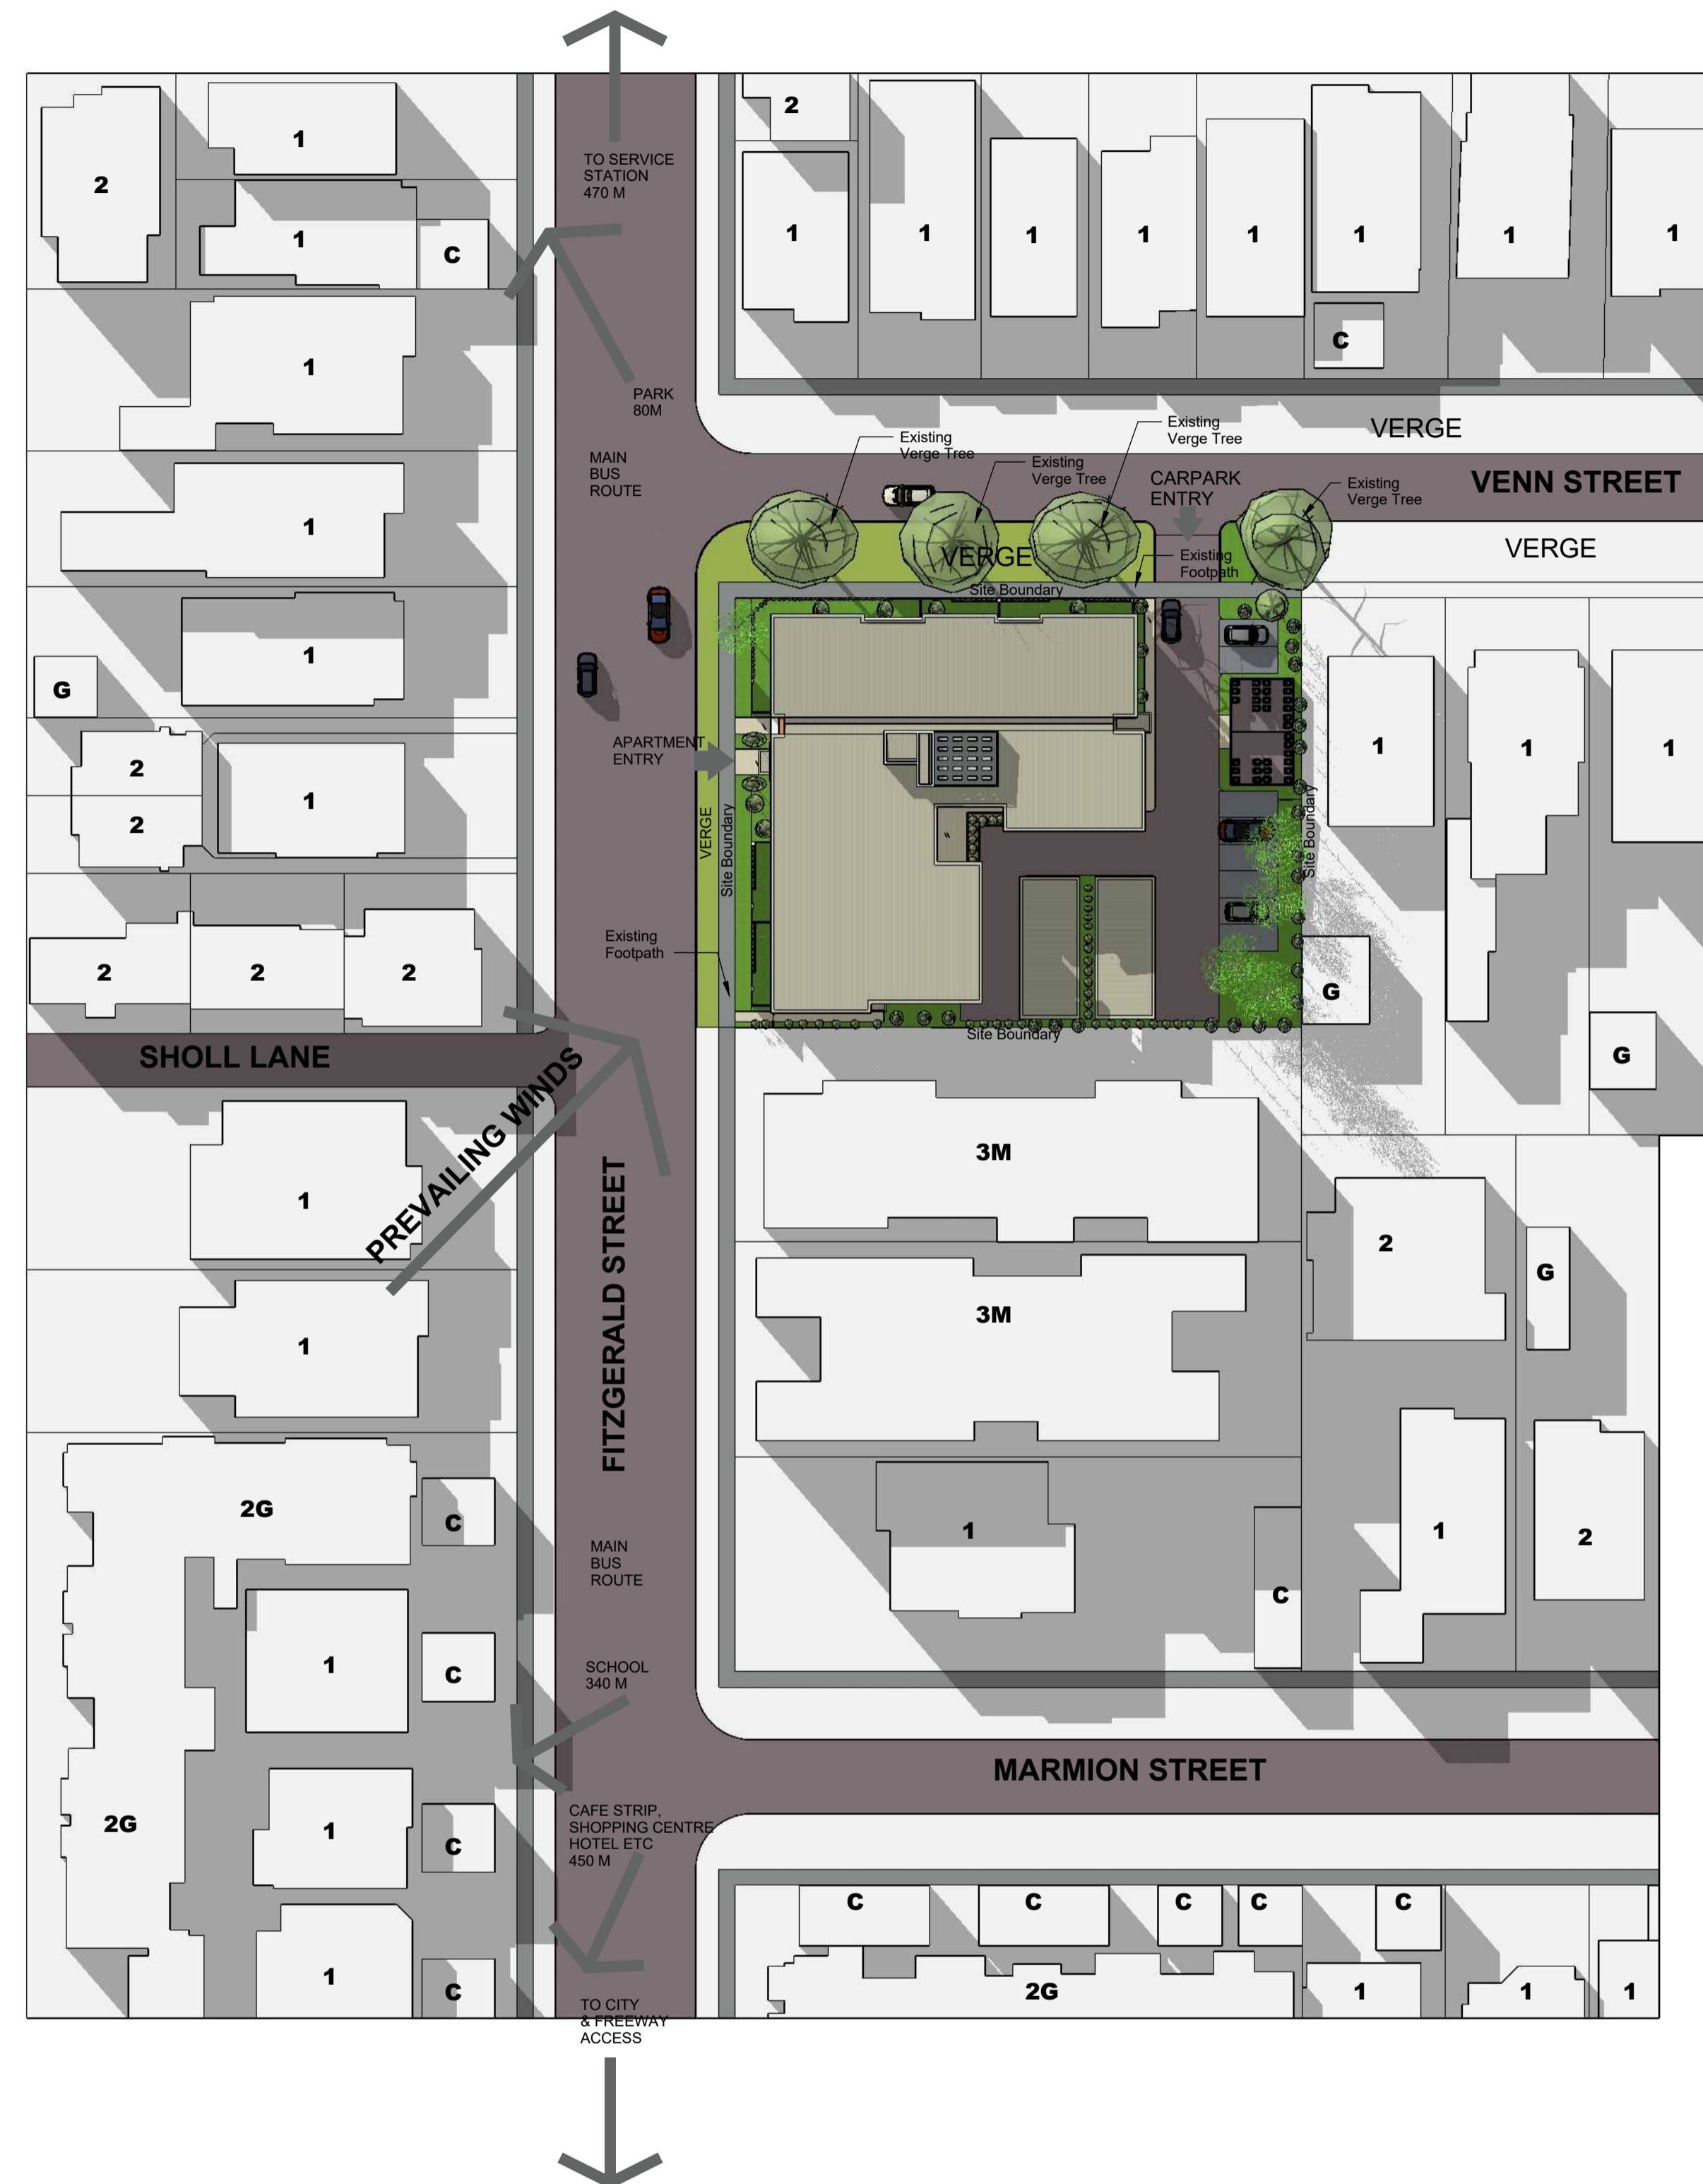 TO SERVICE
STATION
470 M
2
1
1
C
2
1
1
1
1
1
1
1
1
C
1
PARK
80M
MAIN
BUS
ROUTE
VERGE
Existing
Verge Tree
Existing
Verge Tree
Existing
Verge Tree
CARPARK
ENTRY
Existing
Verge Tree
VENN STREET
1
VERGE
VERGE
Existing
Footpath
Site Boundary
1
G
APARTMENT
ENTRY
2
2
1
1
1
1
VERGE
Site Boundary
Site Boundary
Existing
Footpath
2
2
2
G
G
Site Boundary
SHOLL LANE
PREVAILING WINDS
FITZGERALD STREET
1
3M
2
G
1
3M
2G
C
1
C
1
2
MAIN
BUS
ROUTE
1
C
SCHOOL
340 M
MARMION STREET
2G
1
C
CAFE STRIP,
SHOPPING CENTRE
HOTEL ETC
450 M
C
C
C
C
C
1
C
2G
1
1
1
TO CITY
& FREEWAY
ACCESS